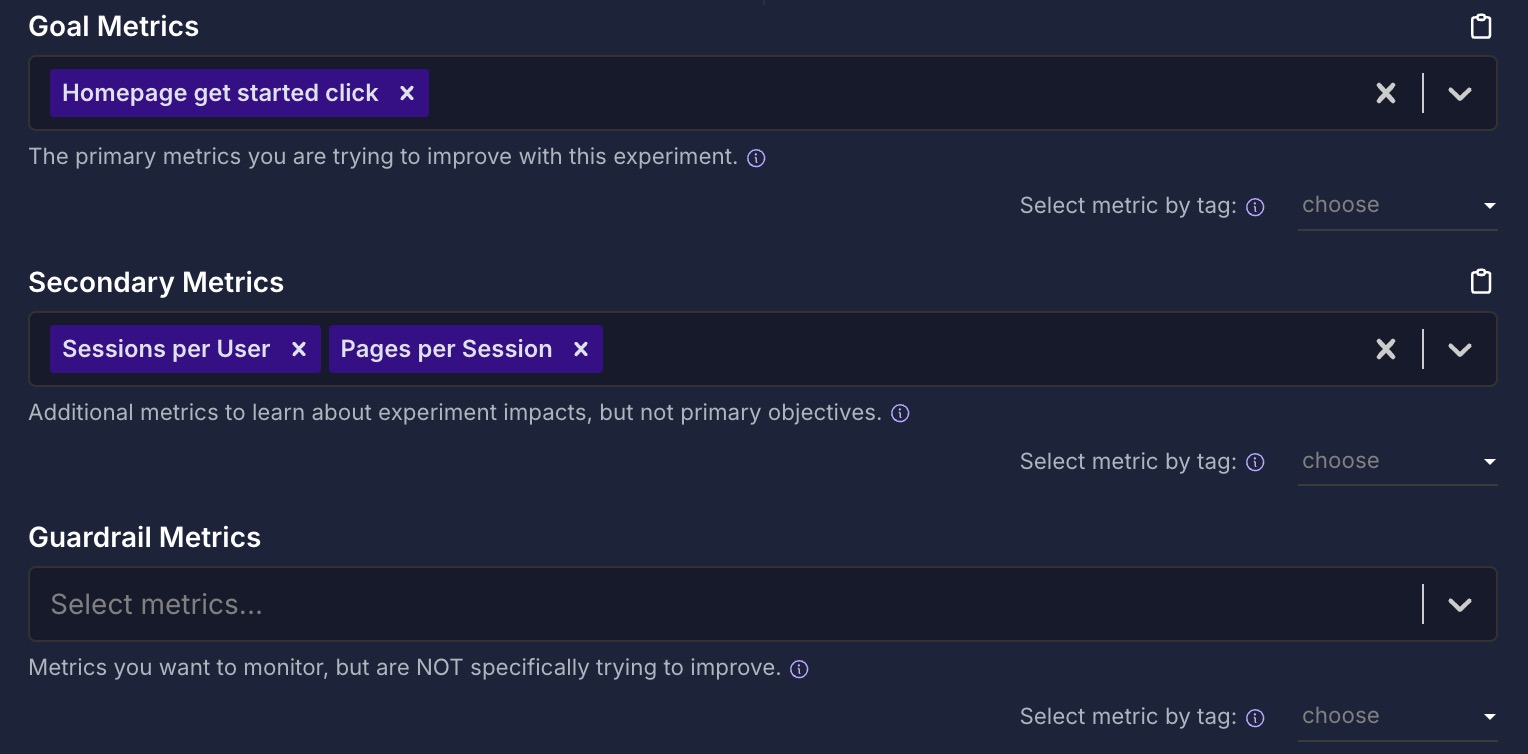 Goal Metrics
Homepage get started click
The primary metrics you are trying to improve with this experiment.
Select metric by tag: choose
Secondary Metrics
Sessions per User Pages per Session
Additional metrics to learn about experiment impacts, but not primary objectives.
Select metric by tag: choose
Guardrail Metrics
Select metrics...
Metrics you want to monitor, but are NOT specifically trying to improve.
Select metric by tag: choose